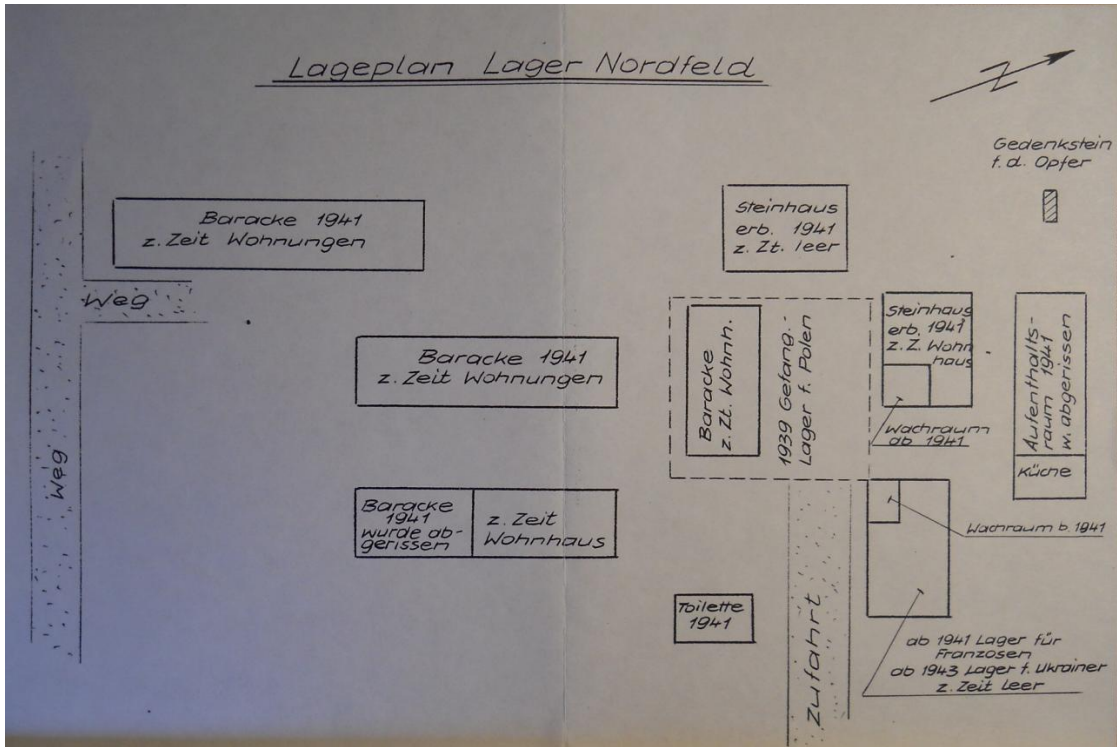 Lageplan Lager Nordfeld
N
Gedenkstein
f. d. Opfer
Baracke 1941
z. Zeit Wohnungen
Steinhaus
erb. 1941
z. Zt. leer
Weg
Weg
Baracke 1941
z. Zeit Wohnungen
Baracke
z. Zt. Wohnh.
1939 Gefang.-
Lager f. Polen
Steinhaus
erb. 1941
z. Z. Wohn
haus
Wachraum
ab 1941
Aufenthalts-
raum 1941
w. abgerissen
Küche
Baracke
1941
wurde ab-
gerissen
z. Zeit
Wohnhaus
Wachraum b. 1941
Toilette
1941
Zufahrt
ab 1941 Lager für
Franzosen
ab 1943 Lager f. Ukrainer
z. Zeit leer